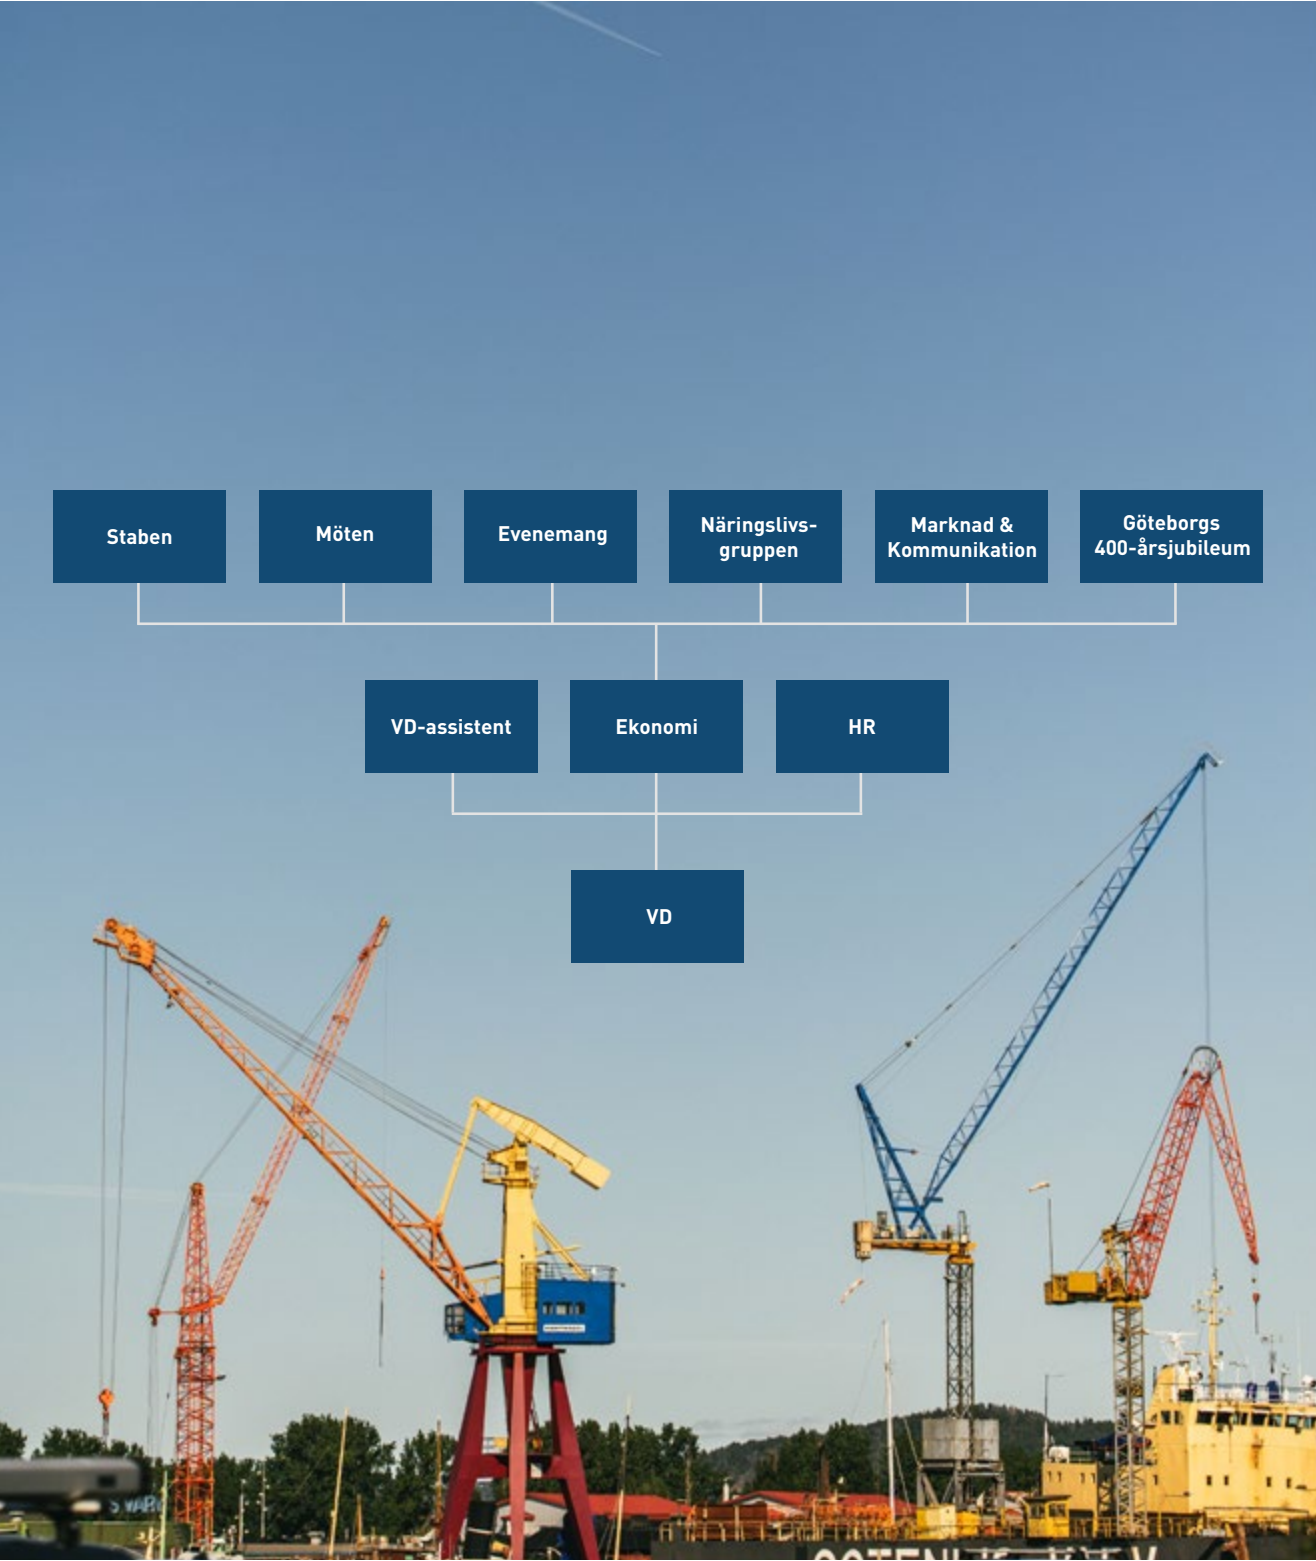 Staben
Möten
Evenemang
Näringslivs-
gruppen
Marknad &
Kommunikation
Göteborgs
400-årsjubileum
VD-assistent
Ekonomi
HR
VD